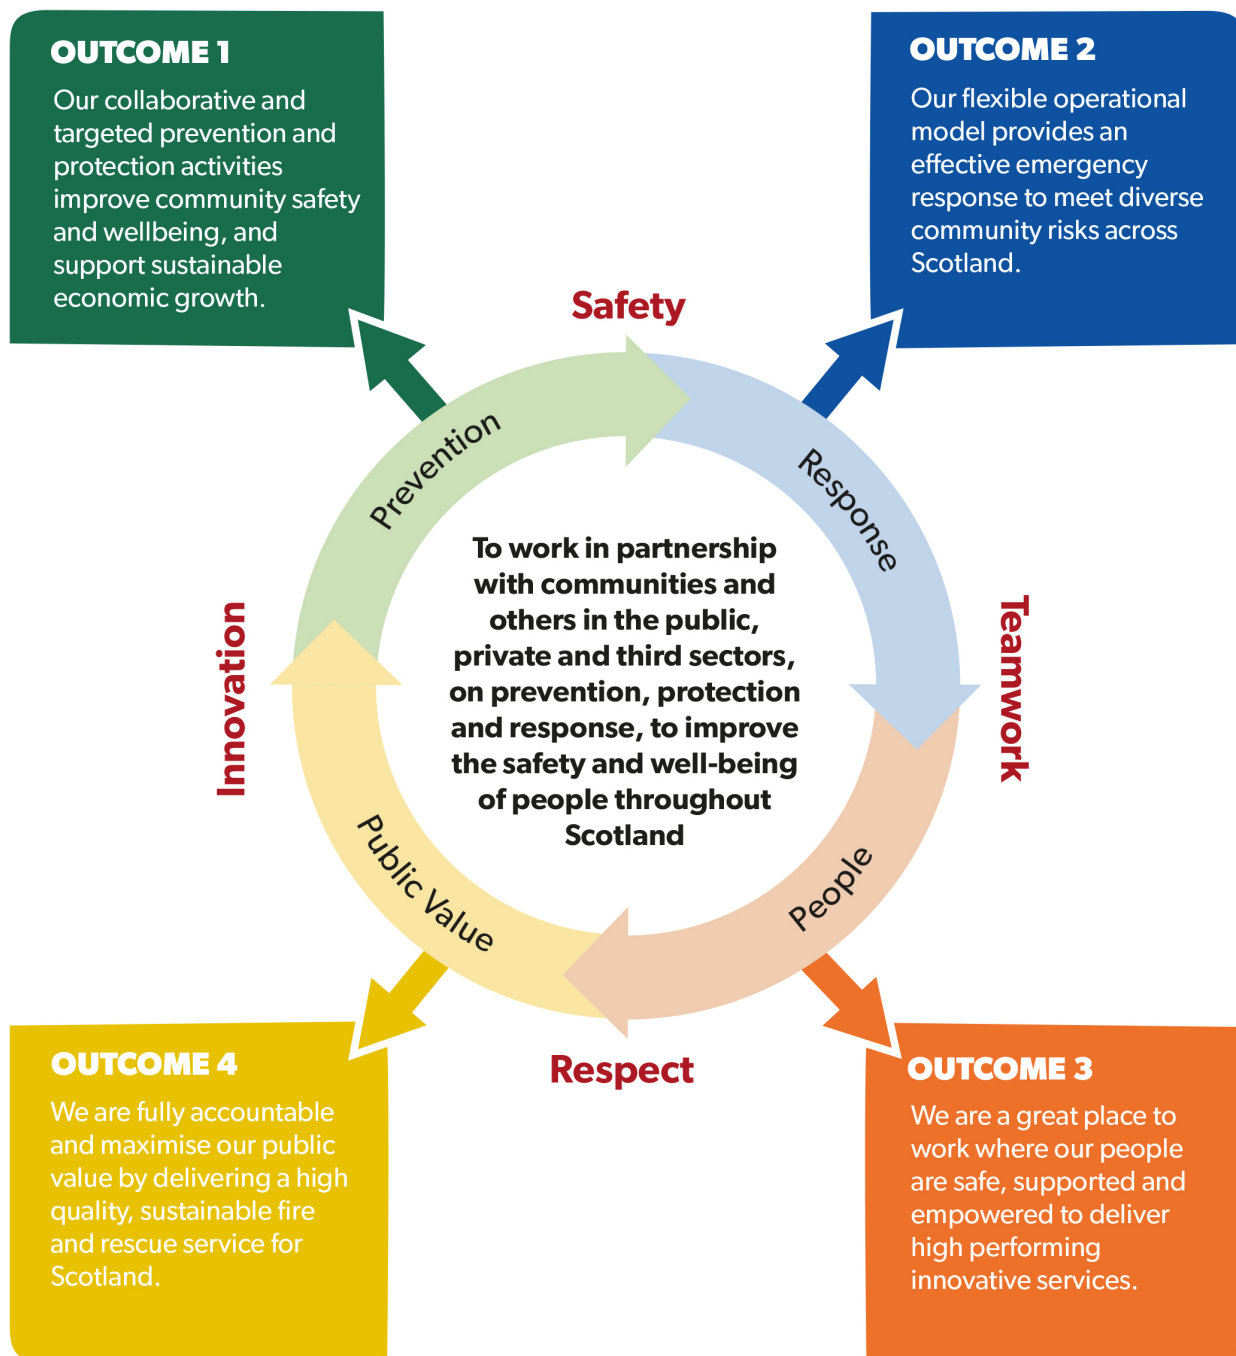 OUTCOME 1
Our collaborative and
targeted prevention and
protection activities
improve community safety
and wellbeing, and
support sustainable
economic growth.
OUTCOME 2
Our flexible operational
model provides an
effective emergency
response to meet diverse
community risks across
Scotland.
Safety
Prevention
Response
Innovation
To work in partnership
with communities and
others in the public,
private and third sectors,
on prevention, protection
and response, to improve
the safety and well-being
of people throughout
Scotland
Teamwork
Public Value
People
Respect
OUTCOME 4
We are fully accountable
and maximise our public
value by delivering a high
quality, sustainable fire
and rescue service for
Scotland.
OUTCOME 3
We are a great place to
work where our people
are safe, supported and
empowered to deliver
high performing
innovative services.